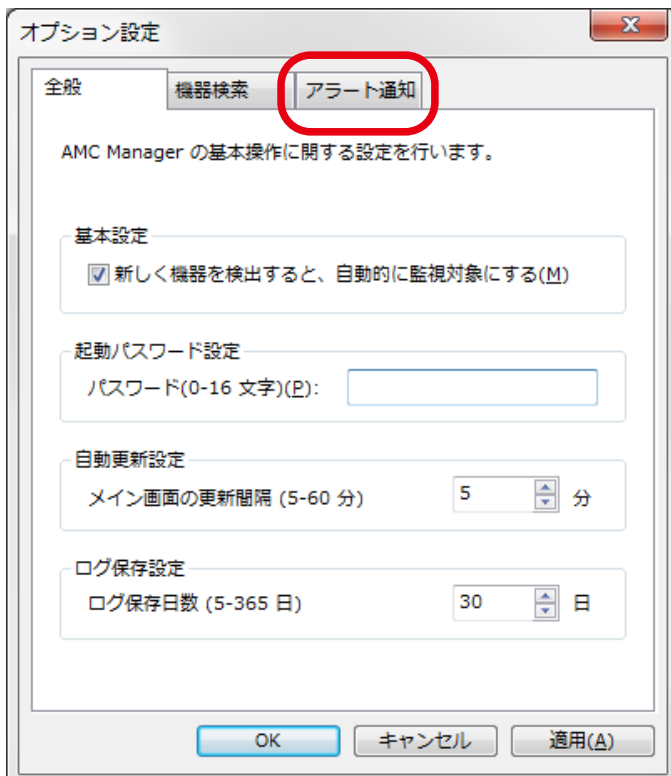 オプション設定
全般 機器検索 アラート通知
AMC Manager の基本操作に関する設定を行います。
基本設定
新しく機器を検出すると、自動的に監視対象にする(M)
起動パスワード設定
パスワード(0-16 文字)(P):
自動更新設定
メイン画面の更新間隔 (5-60 分) 5 分
ログ保存設定
ログ保存日数 (5-365 日) 30 日
OK キャンセル 適用(A)